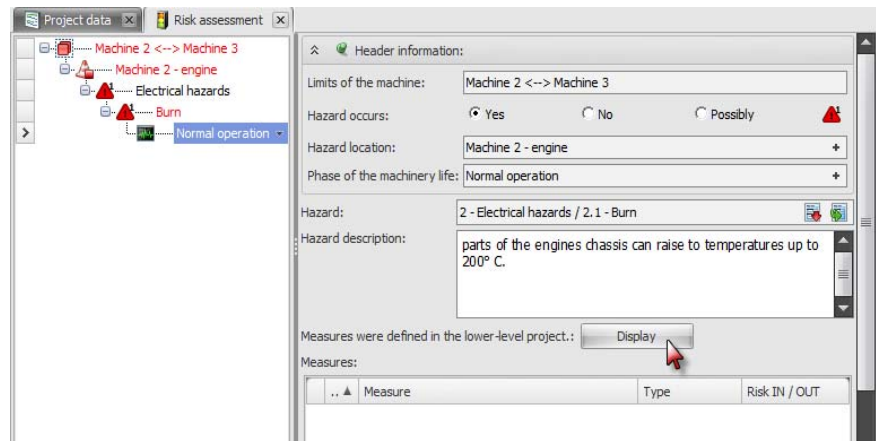 Project data
Risk assessment
Machine 2 <--> Machine 3
Machine 2 - engine
Electrical hazards
Burn
Normal operation
Header information:
Limits of the machine: Machine 2 <--> Machine 3
Hazard occurs: Yes No Possibly
Hazard location: Machine 2 - engine
Phase of the machinery life: Normal operation
Hazard: 2 - Electrical hazards / 2.1 - Burn
Hazard description: parts of the engines chassis can raise to temperatures up to
200° C.
Measures were defined in the lower-level project.: Display
Measures:
.. Measure Type Risk IN / OUT